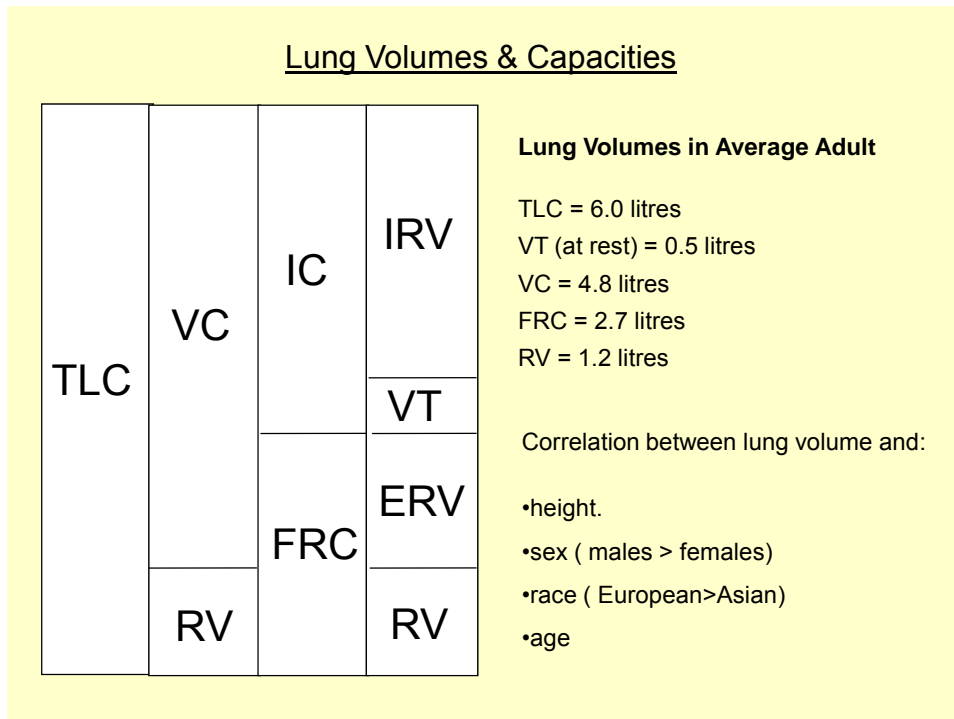 Lung Volumes & Capacities
TLC
VC
RV
IC
FRC
IRV
VT
ERV
RV
Lung Volumes in Average Adult
TLC = 6.0 litres
VT (at rest) = 0.5 litres
VC = 4.8 litres
FRC = 2.7 litres
RV = 1.2 litres
Correlation between lung volume and:
•height.
•sex ( males > females)
•race ( European>Asian)
•age